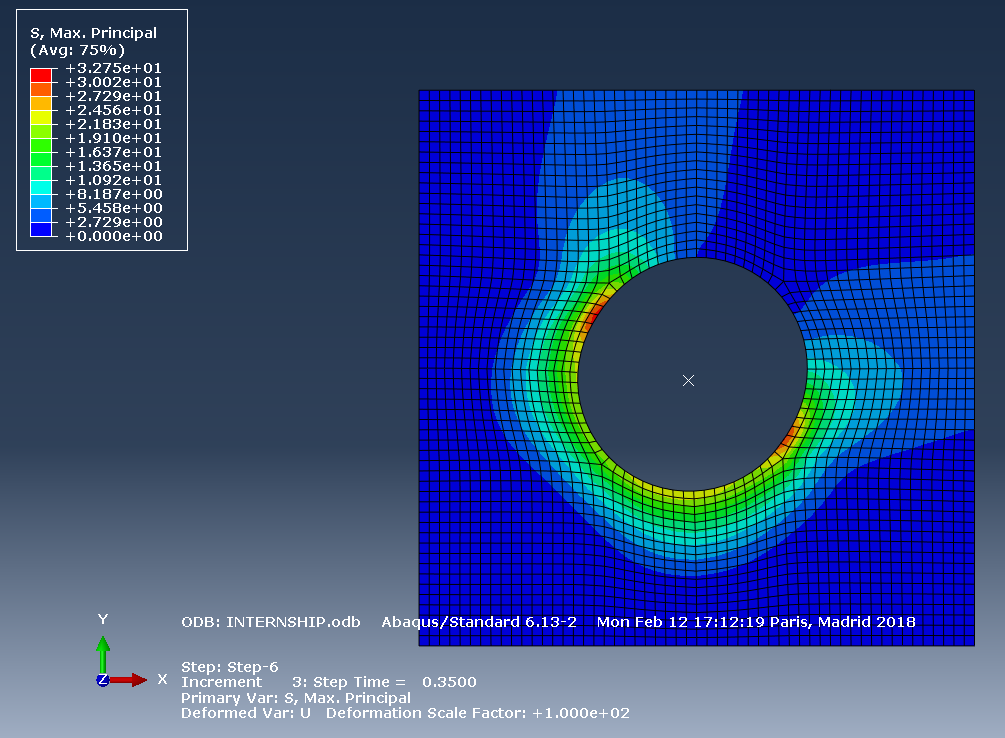 S, Max. Principal
(Avg: 75%)
+3.275e+01
+3.002e+01
+2.729e+01
+2.456e+01
+2.183e+01
+1.910e+01
+1.637e+01
+1.365e+01
+1.092e+01
+8.187e+00
+5.458e+00
+2.729e+00
+0.000e+00
Y
Z
X
ODB: INTERNSHIP.odb    Abaqus/Standard 6.13-2    Mon Feb 12 17:12:19 Paris, Madrid 2018
Step: Step-6
Increment     3: Step Time =   0.3500
Primary Var: S, Max. Principal
Deformed Var: U   Deformation Scale Factor: +1.000e+02